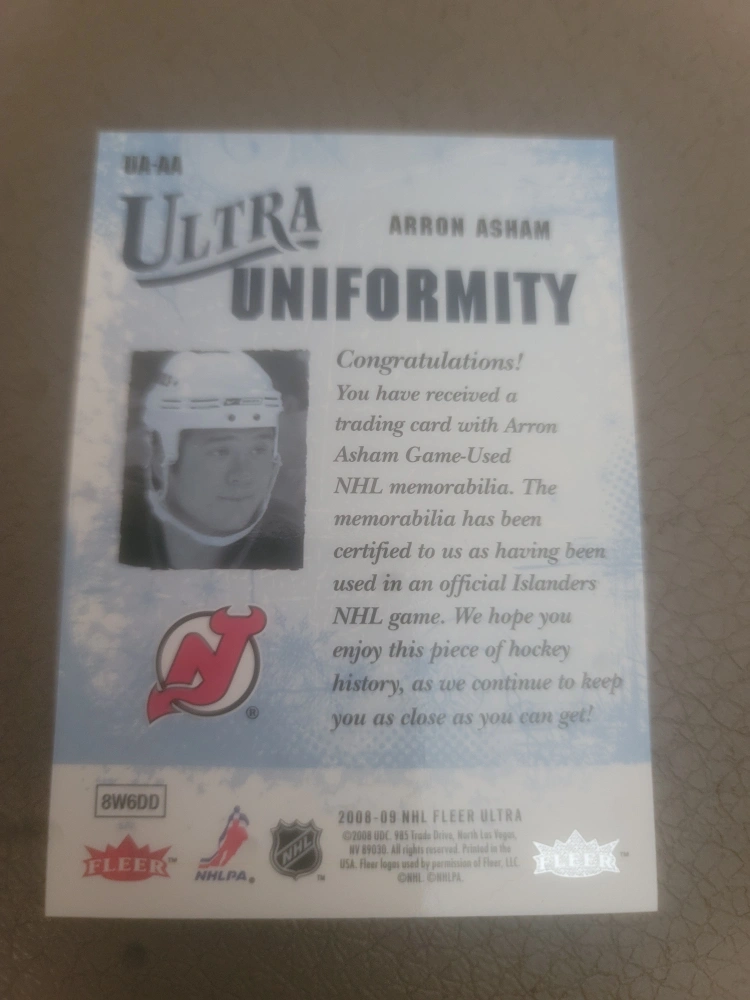 UA-AA
ULTRA
ARRON ASHAM
UNIFORMITY
Congratulations!
You have received a
trading card with Arron
Asham Game-Used
NHL memorabilia. The
memorabilia has been
certified to us as having been
used in an official Islanders
NHL game. We hope you
enjoy this piece of hockey
history, as we continue to keep
you as close as you can get!
NJ
®
8W6DD
FLEER™
NHLPA®
NHL™
2008-09 NHL FLEER ULTRA
©2008 UDC. 985 Trade Drive, North Las Vegas,
NV 89030. All rights reserved. Printed in the
USA. Fleer logos used by permission of Fleer, LLC
©NHL. ©NHLPA.
FLEER™